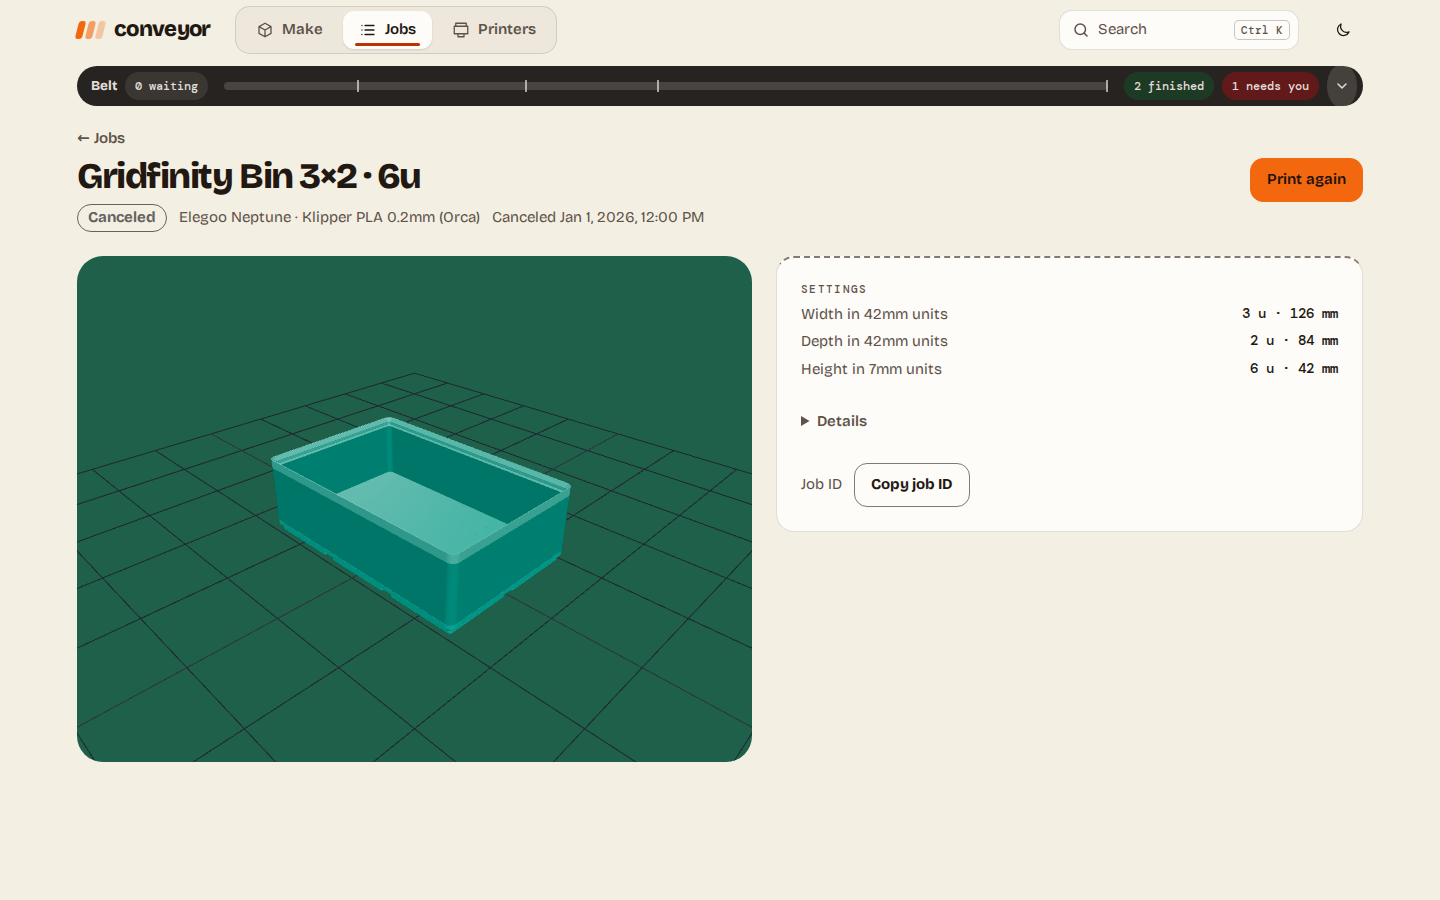 conveyor
Make
Jobs
Printers
Search
Ctrl K
Belt
0 waiting
2 finished
1 needs you
← Jobs
Gridfinity Bin 3×2 · 6u
Print again
Canceled
Elegoo Neptune · Klipper PLA 0.2mm (Orca)
Canceled Jan 1, 2026, 12:00 PM
SETTINGS
Width in 42mm units
3 u · 126 mm
Depth in 42mm units
2 u · 84 mm
Height in 7mm units
6 u · 42 mm
Details
Job ID
Copy job ID